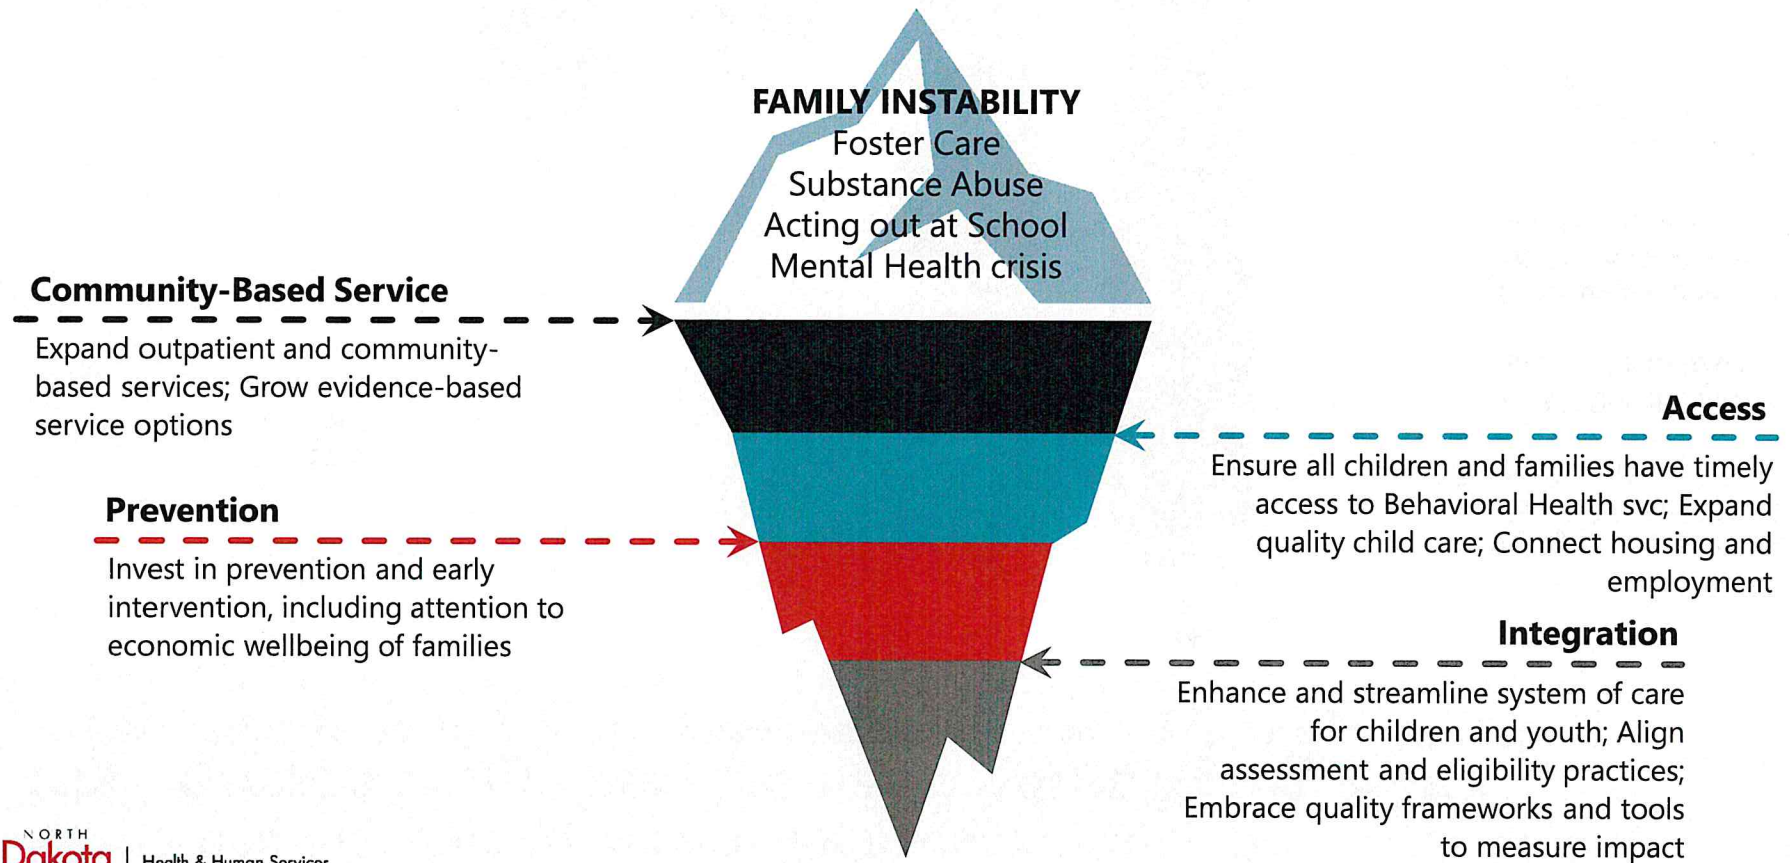 FAMILY INSTABILITY
Foster Care
Substance Abuse
Acting out at School
Mental Health crisis
Community-Based Service
Expand outpatient and community-
based services; Grow evidence-based
service options
Access
Ensure all children and families have timely
access to Behavioral Health svc; Expand
quality child care; Connect housing and
employment
Prevention
Invest in prevention and early
intervention, including attention to
economic wellbeing of families
Integration
Enhance and streamline system of care
for children and youth; Align
assessment and eligibility practices;
Embrace quality frameworks and tools
to measure impact
NORTH
Dakota | Health & Human Services